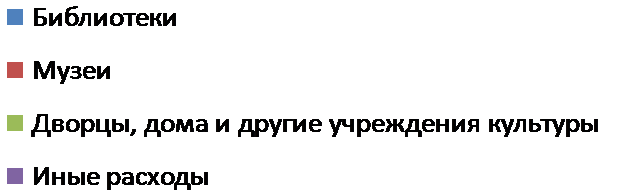 Библиотеки
Музеи
Дворцы, дома и другие учреждения культуры
Иные расходы